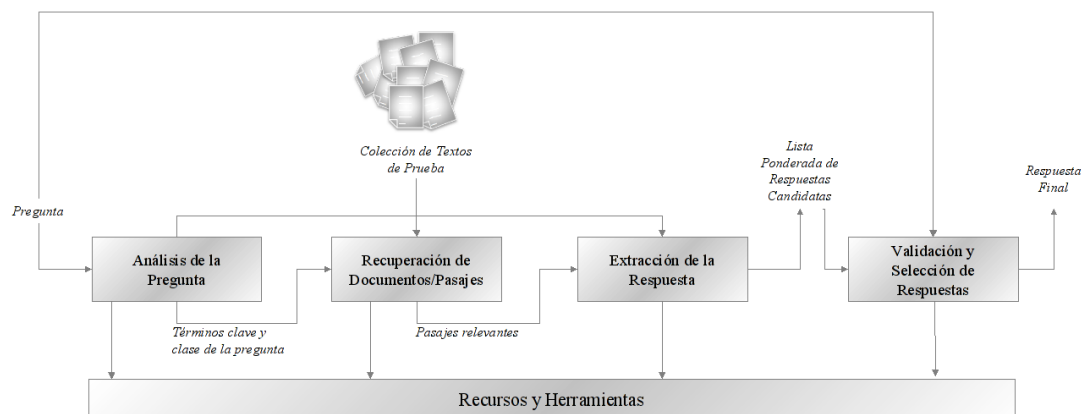 Colección de Textos
de Prueba
Lista
Ponderada de
Respuestas
Candidatas
Respuesta
Final
Pregunta
Análisis de la
Pregunta
Recuperación de
Documentos/Pasajes
Extracción de la
Respuesta
Validación y
Selección de
Respuestas
Términos clave y
clase de la pregunta
Pasajes relevantes
Recursos y Herramientas